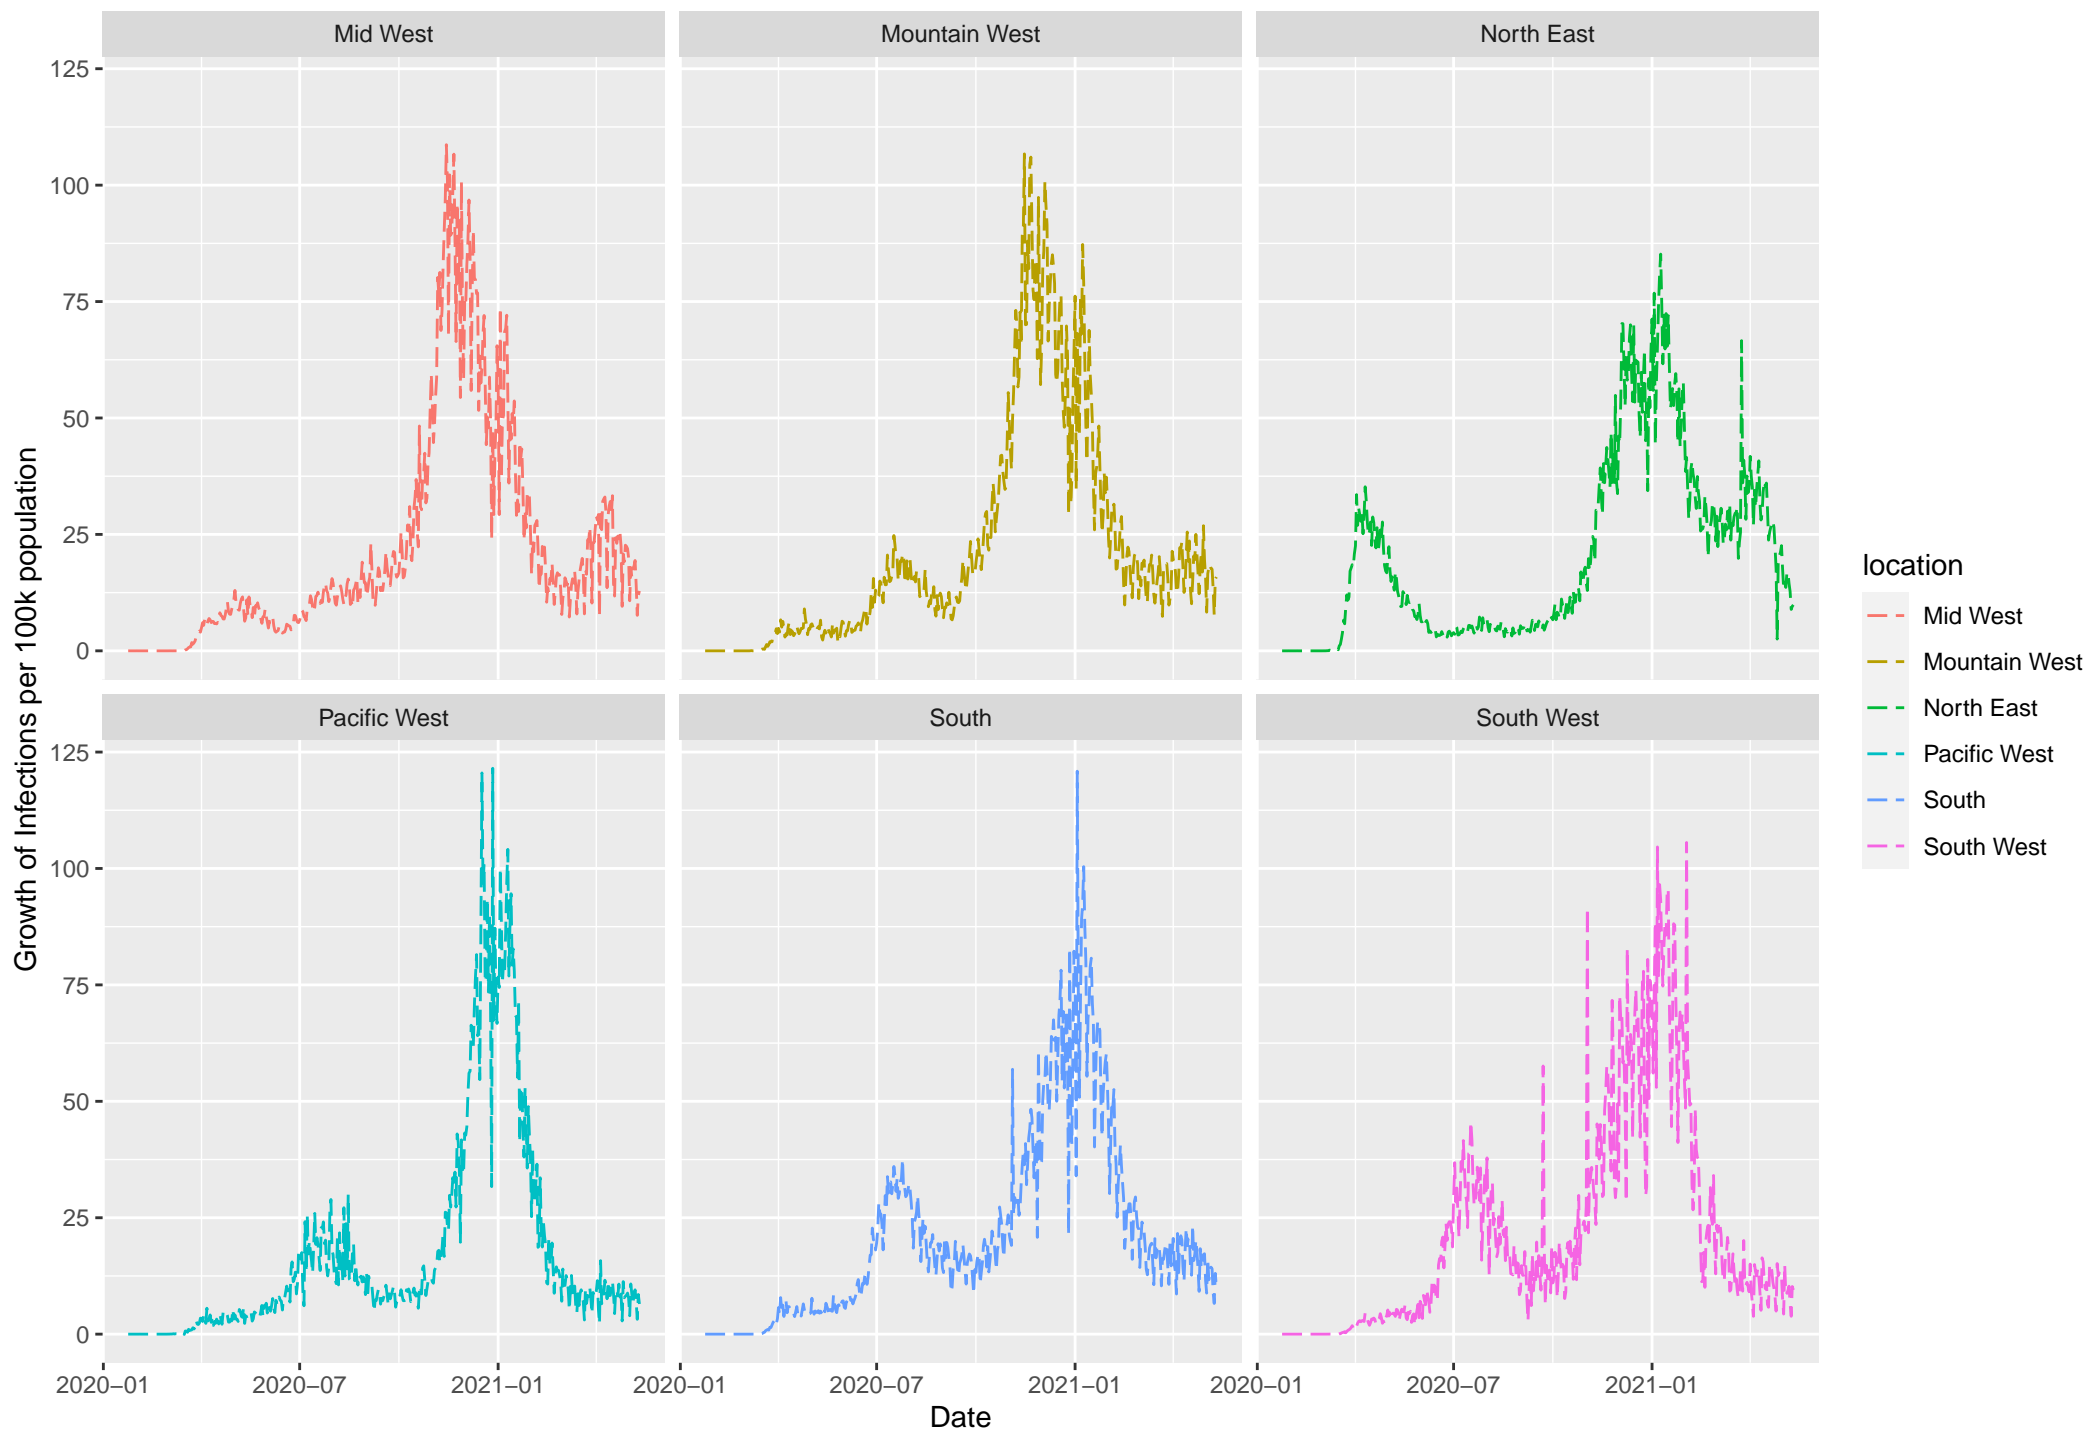 Mid West
Mountain West
North East
125
100
75
50
25
0
Pacific West
South
South West
125
100
75
50
25
0
2020−01
2020−07
2021−01
2020−01
2020−07
2021−01
2020−01
2020−07
2021−01
Date
Growth of Infections per 100k population
location
Mid West
Mountain West
North East
Pacific West
South
South West